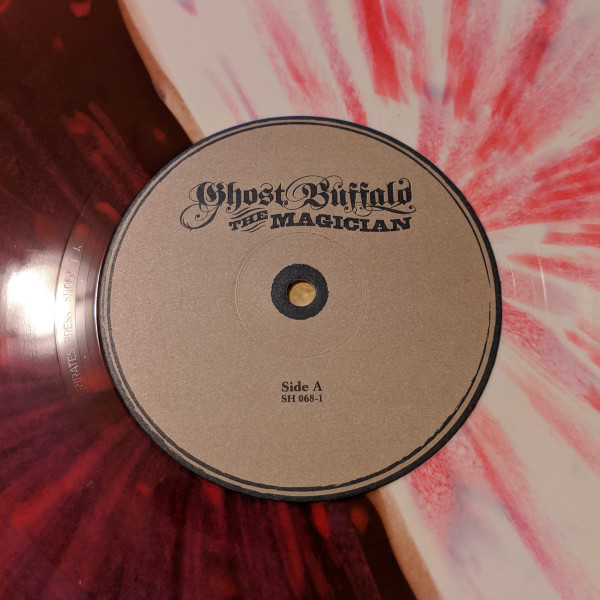 Ghost Buffalo
THE MAGICIAN
Side A
SH 068-1